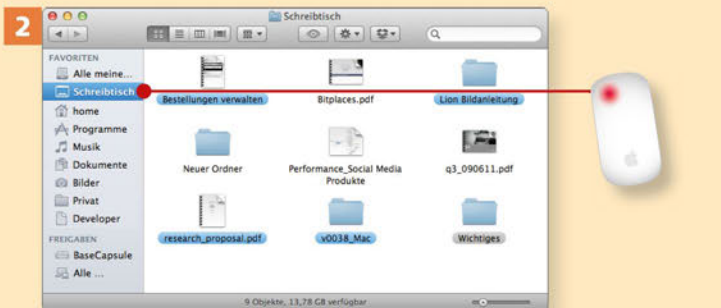 2
Schreibtisch
FAVORITEN
Alle meine...
Schreibtisch
home
Programme
Musik
Dokumente
Bilder
Privat
Developer
FREIGABEN
BaseCapsule
Alle ...
Bestellungen verwalten
Bitplaces.pdf
Lion Bildanleitung
Neuer Ordner
Performance_Social Media
Produkte
q3_090611.pdf
research_proposal.pdf
v0038_Mac
Wichtiges
9 Objekte, 13,78 GB verfügbar